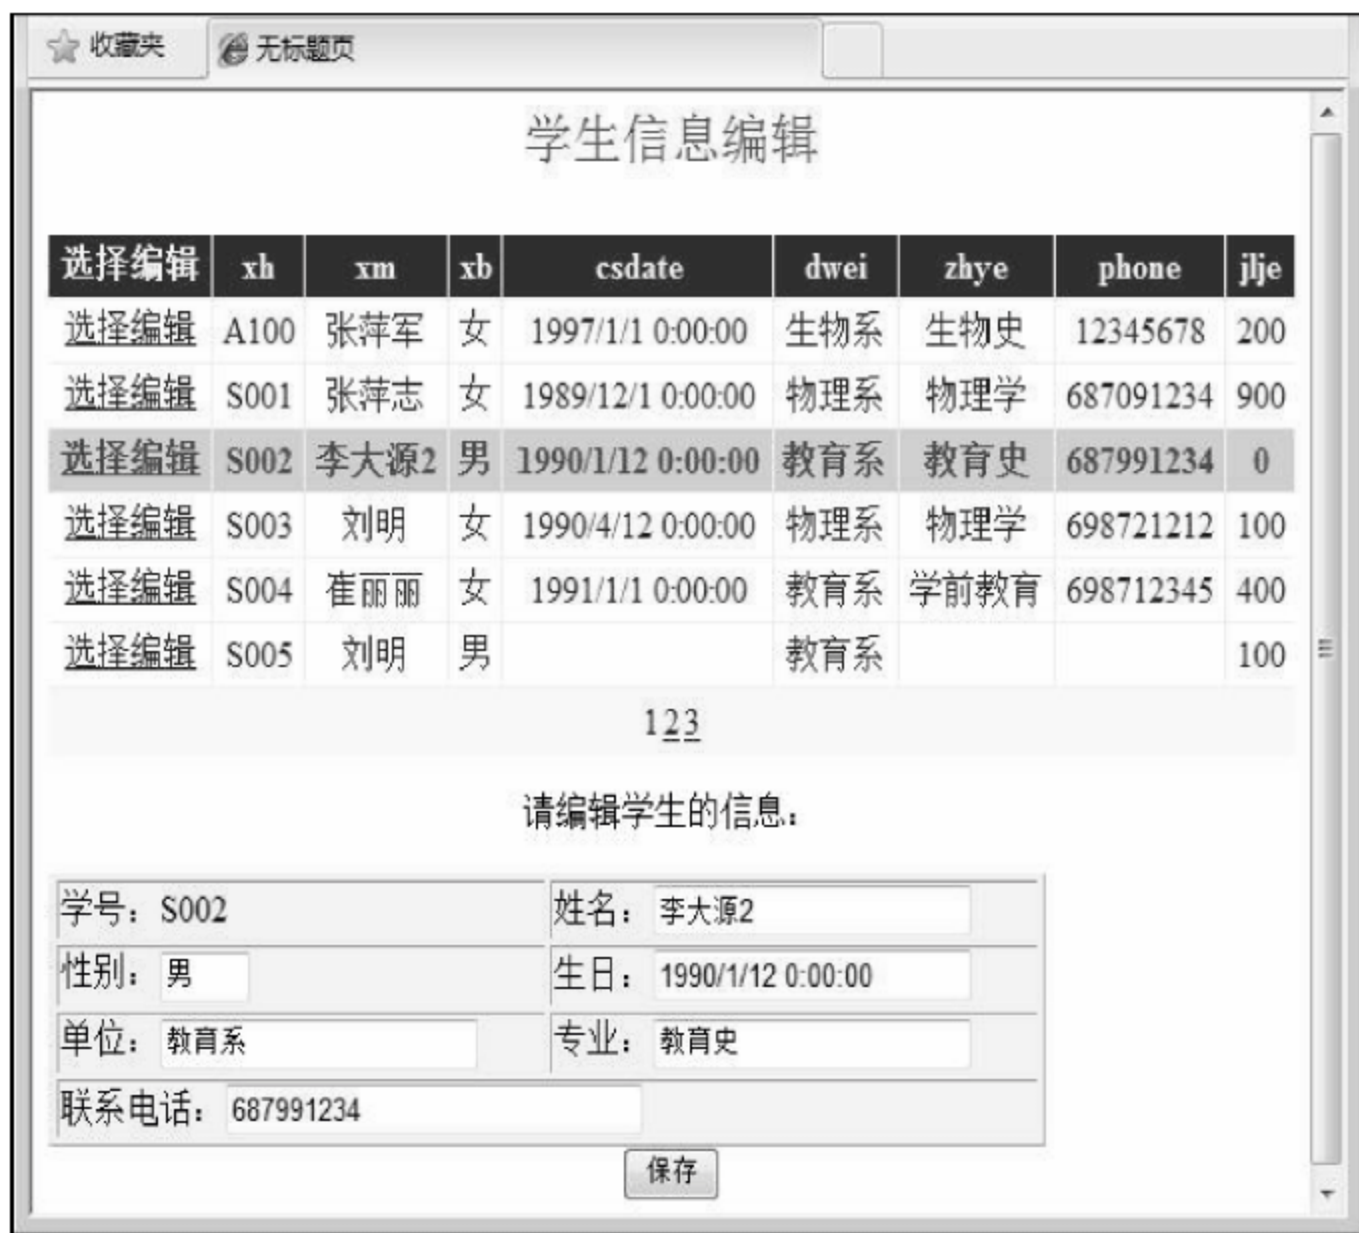 收藏夹 无标题页
学生信息编辑
选择编辑 xh xm xb csdate dwei zhye phone jlje
选择编辑 A100 张萍军 女 1997/1/1 0:00:00 生物系 生物史 12345678 200
选择编辑 S001 张萍志 女 1989/12/1 0:00:00 物理系 物理学 687091234 900
选择编辑 S002 李大源2 男 1990/1/12 0:00:00 教育系 教育史 687991234 0
选择编辑 S003 刘明 女 1990/4/12 0:00:00 物理系 物理学 698721212 100
选择编辑 S004 崔丽丽 女 1991/1/1 0:00:00 教育系 学前教育 698712345 400
选择编辑 S005 刘明 男 教育系 100
1 2 3
请编辑学生的信息：
学号：S002 姓名：李大源2
性别：男 生日：1990/1/12 0:00:00
单位：教育系 专业：教育史
联系电话：687991234
保存